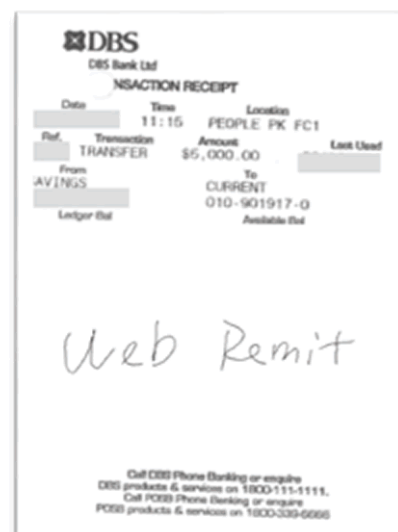 DBS
DBS Bank Ltd
NSACTION RECEIPT
Date Time Location
11:15 PEOPLE PK FC1
Ref. Transaction Amount Last Used
TRANSFER $5,000.00
From To
AVINGS CURRENT
010-901917-0
Ledger Bal Available Bal
Web Remit
Call DBS Phone Banking or enquire
DBS products & services on 1800-111-1111.
Call POSB Phone Banking or enquire
POSB products & services on 1800-339-6666